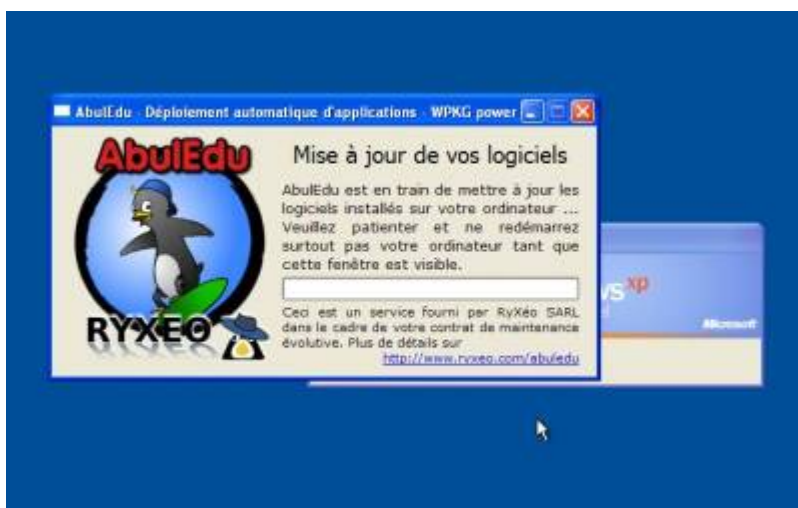 AbulEdu - Déploiement automatique d'applications - WPKG power
AbulEdu
Mise à jour de vos logiciels
AbulEdu est en train de mettre à jour les
logiciels installés sur votre ordinateur ...
Veuillez patienter et ne redémarrez
surtout pas votre ordinateur tant que
cette fenêtre est visible.
RYXEO
Ceci est un service fourni par RyXéo SARL
dans le cadre de votre contrat de maintenance
évolutive. Plus de détails sur
http://www.ryxeo.com/abuledu
ws xp
Microsoft